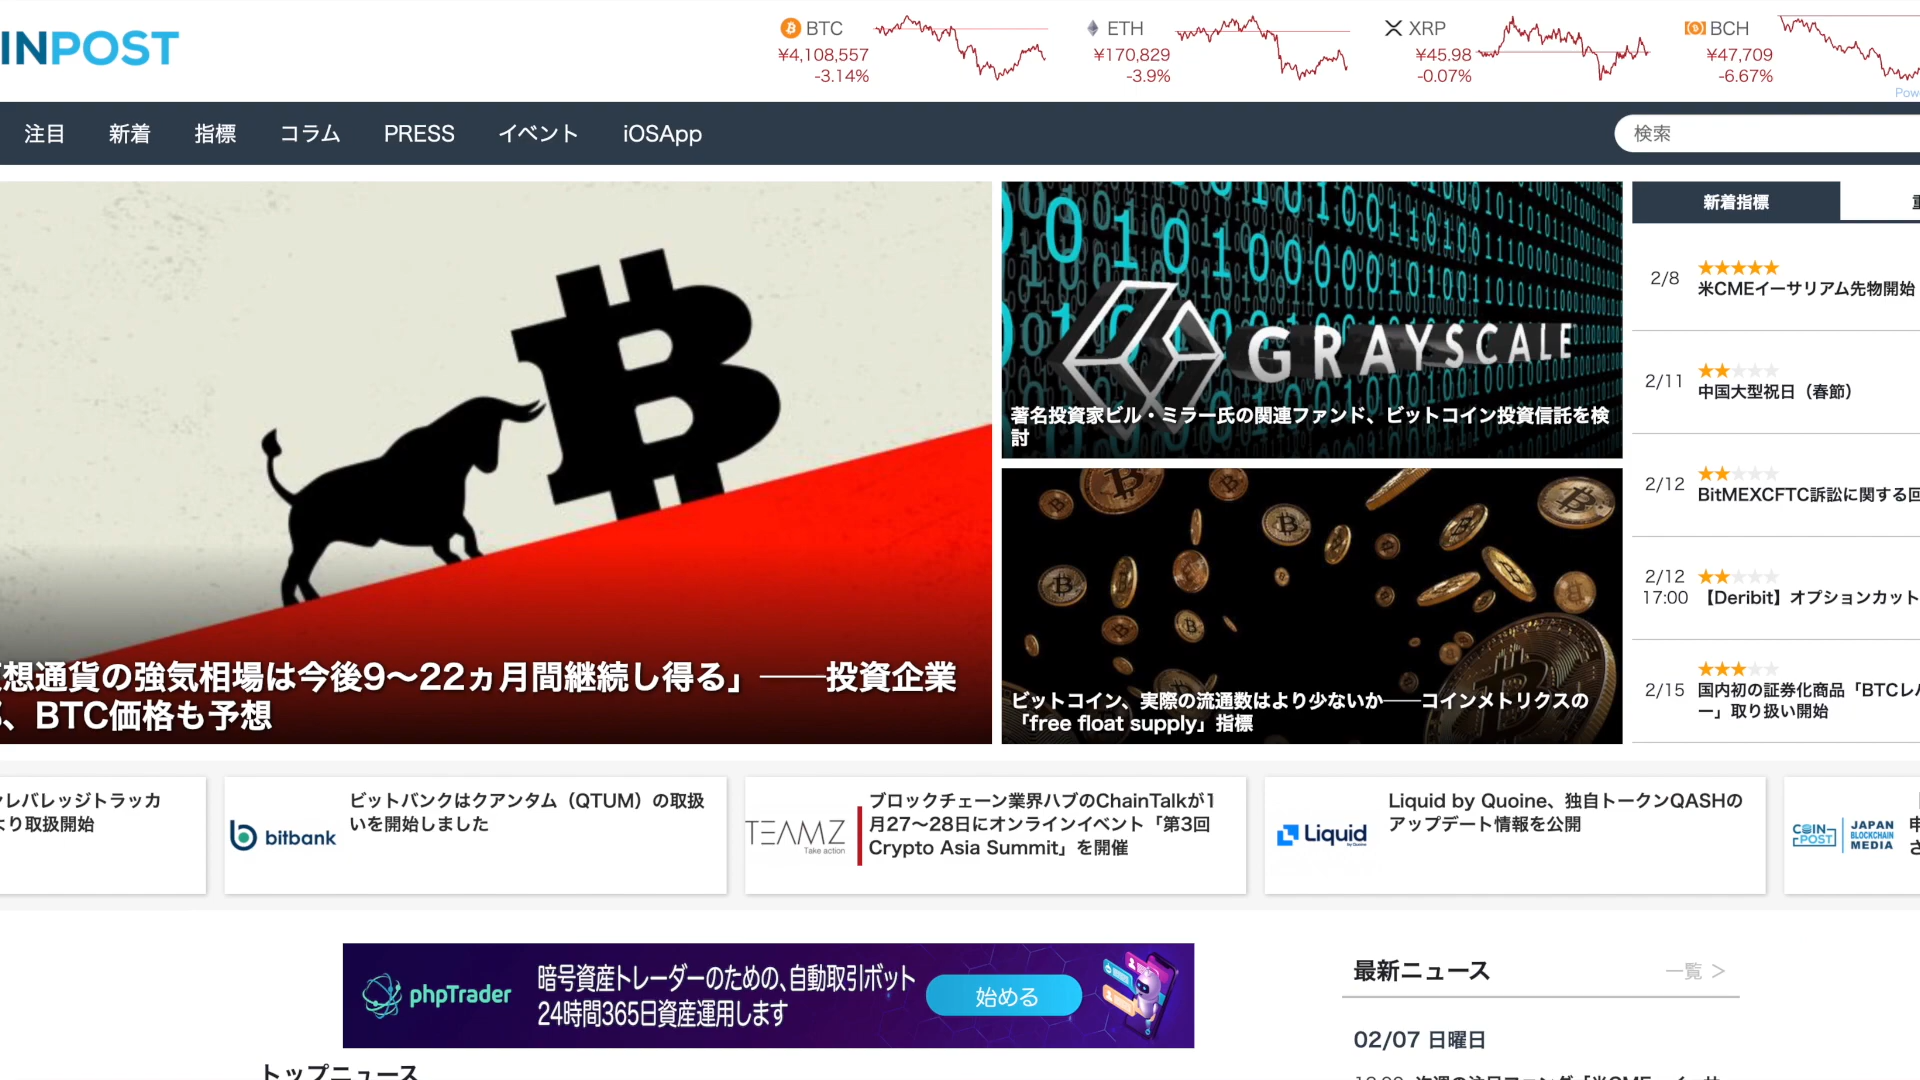 INPOST
BTC
¥4,108,557
-3.14%
ETH
¥170,829
-3.9%
XRP
¥45.98
-0.07%
BCH
¥47,709
-6.67%
Pow
注目 新着 指標 コラム PRESS イベント iOSApp
検索
想通貨の強気相場は今後9〜22ヵ月間継続し得る」──投資企業
、BTC価格も予想
GRAYSCALE
著名投資家ビル・ミラー氏の関連ファンド、ビットコイン投資信託を検
討
ビットコイン、実際の流通数はより少ないか──コインメトリクスの
「free float supply」指標
新着指標
2/8
米CMEイーサリアム先物開始
2/11
中国大型祝日（春節）
2/12
BitMEXCFTC訴訟に関する回
2/12
17:00
【Deribit】オプションカット
2/15
国内初の証券化商品「BTCレバ
ー」取り扱い開始
レバレッジトラッカ
より取扱開始
bitbank
ビットバンクはクアンタム（QTUM）の取扱
いを開始しました
TEAMZ
Take action
ブロックチェーン業界ハブのChainTalkが1
月27〜28日にオンラインイベント「第3回
Crypto Asia Summit」を開催
Liquid
by Quoine
Liquid by Quoine、独自トークンQASHの
アップデート情報を公開
COIN
POST
JAPAN
BLOCKCHAIN
MEDIA
phpTrader
暗号資産トレーダーのための、自動取引ボット
24時間365日資産運用します
始める
最新ニュース
一覧 ＞
02/07 日曜日
トップニュース